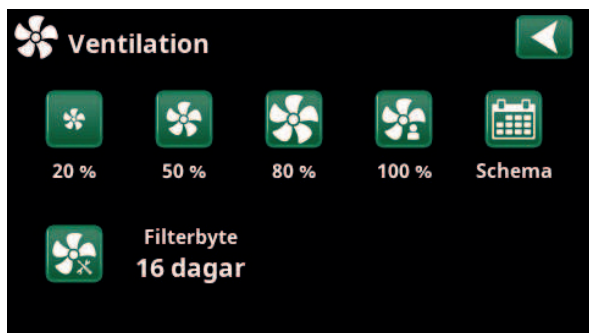 Ventilation
20 %
50 %
80 %
100 %
Schema
Filterbyte
16 dagar